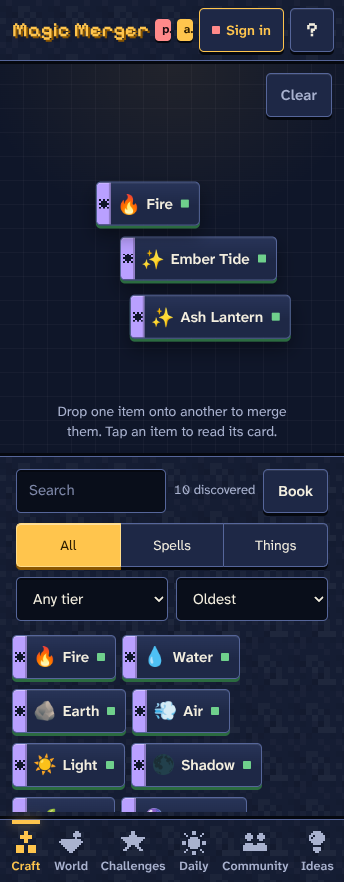 Magic Merger p. a. Sign in ?
Clear
Fire
Ember Tide
Ash Lantern
Drop one item onto another to merge
them. Tap an item to read its card.
Search 10 discovered Book
All Spells Things
Any tier Oldest
Fire Water
Earth Air
Light Shadow
Craft World Challenges Daily Community Ideas